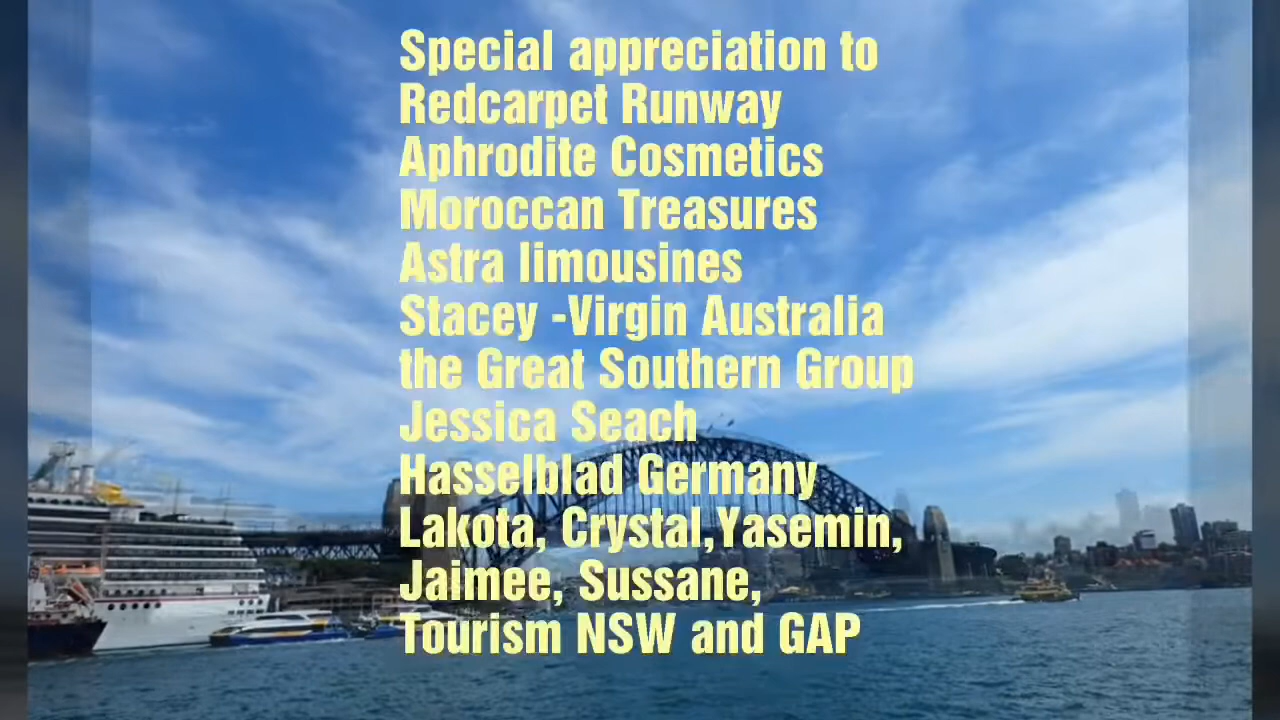 Special appreciation to
Redcarpet Runway
Aphrodite Cosmetics
Moroccan Treasures
Astra limousines
Stacey -Virgin Australia
the Great Southern Group
Jessica Seach
Hasselblad Germany
Lakota, Crystal,Yasemin,
Jaimee, Sussane,
Tourism NSW and GAP